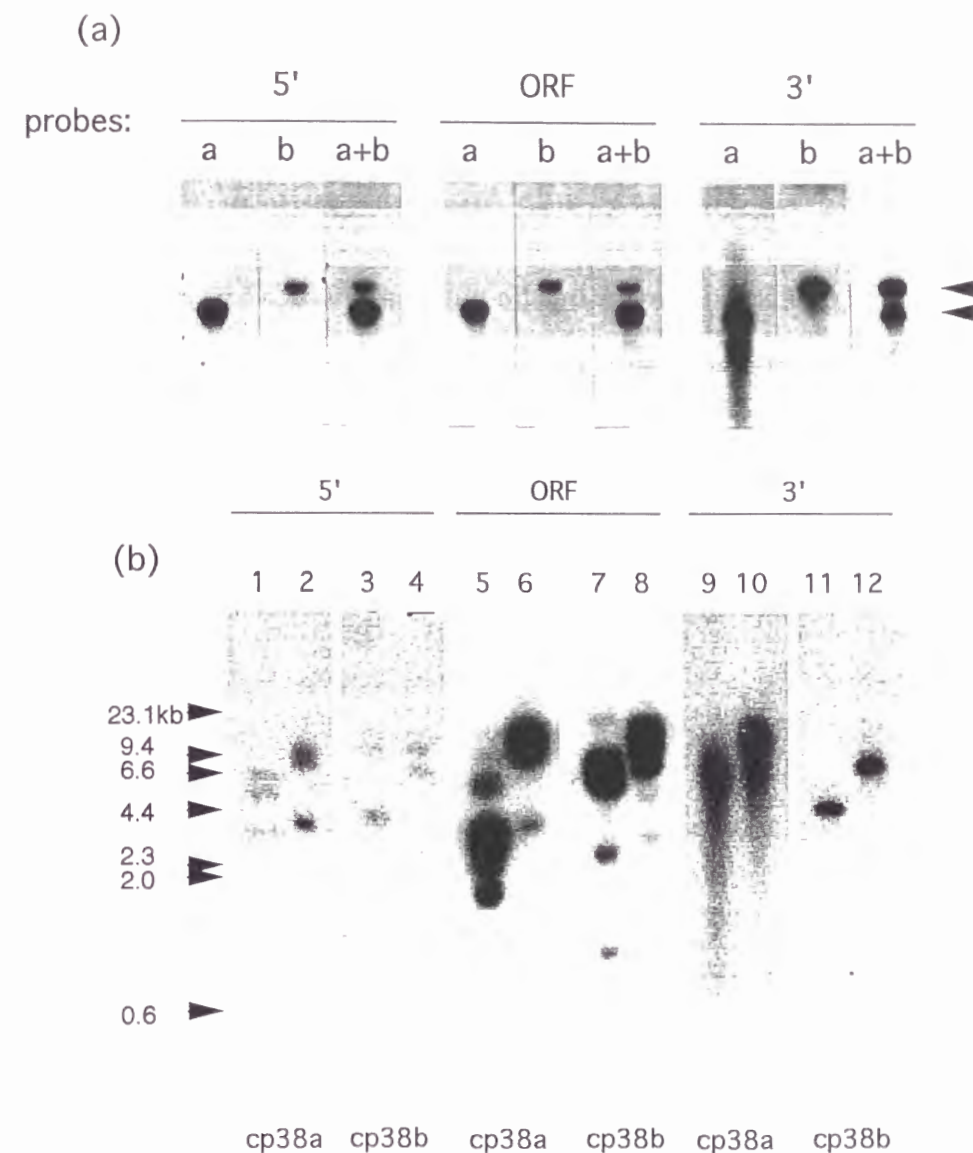 (a)
5' ORF 3'
probes:
a b a+b a b a+b a b a+b
5' ORF 3'
(b)
1 2 3 4 5 6 7 8 9 10 11 12
23.1kb
9.4
6.6
4.4
2.3
2.0
0.6
cp38a cp38b cp38a cp38b cp38a cp38b